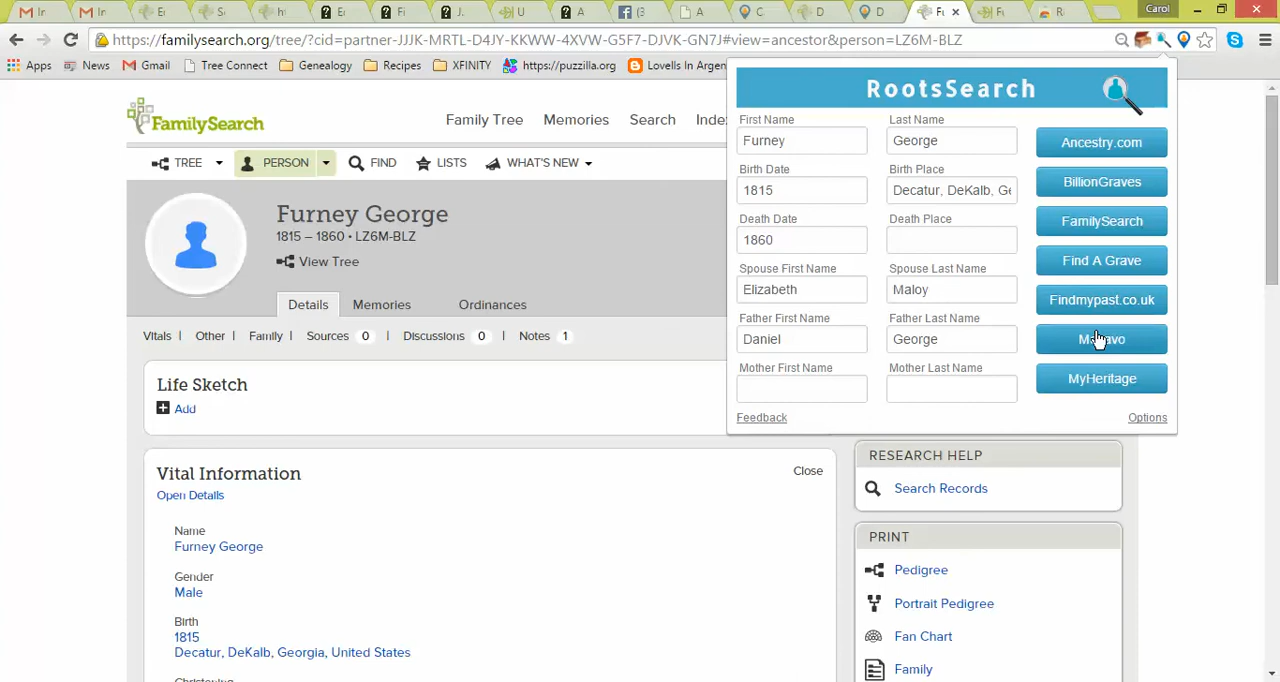 Carol
https://familysearch.org/tree/?cid=partner-JJJK-MRTL-D4JY-KKWW-4XVW-G5F7-DJVK-GN7J#view=ancestor&person=LZ6M-BLZ
Apps News Gmail Tree Connect Genealogy Recipes XFINITY https://puzzilla.org Lovells In Argen
RootsSearch
First Name Last Name
Furney George Ancestry.com
Birth Date Birth Place
1815 Decatur, DeKalb, Ge BillionGraves
Death Date Death Place
1860 FamilySearch
Spouse First Name Spouse Last Name
Elizabeth Maloy Find A Grave
Findmypast.co.uk
Father First Name Father Last Name
Daniel George
Mother First Name Mother Last Name
MyHeritage
Feedback Options
FamilySearch Family Tree Memories Search Inde
TREE PERSON FIND LISTS WHAT'S NEW
Furney George
1815 – 1860 • LZ6M-BLZ
View Tree
Details Memories Ordinances
Vitals | Other | Family | Sources 0 | Discussions 0 | Notes 1
Life Sketch
Add
Vital Information Close
Open Details
Name
Furney George
Gender
Male
Birth
1815
Decatur, DeKalb, Georgia, United States
RESEARCH HELP
Search Records
PRINT
Pedigree
Portrait Pedigree
Fan Chart
Family